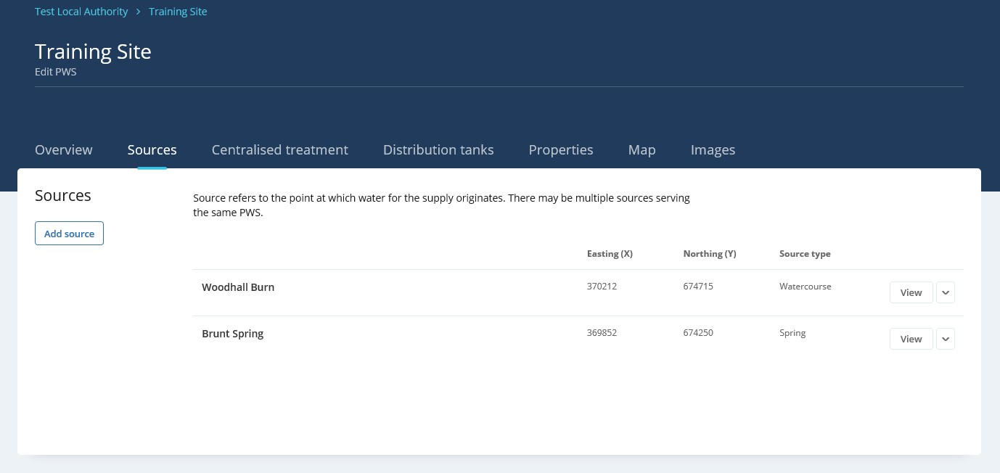 Test Local Authority > Training Site
Training Site
Edit PWS
Overview Sources Centralised treatment Distribution tanks Properties Map Images
Sources
Add source
Source refers to the point at which water for the supply originates. There may be multiple sources serving
the same PWS.
Easting (X) Northing (Y) Source type
Woodhall Burn 370212 674715 Watercourse View
Brunt Spring 369852 674250 Spring View